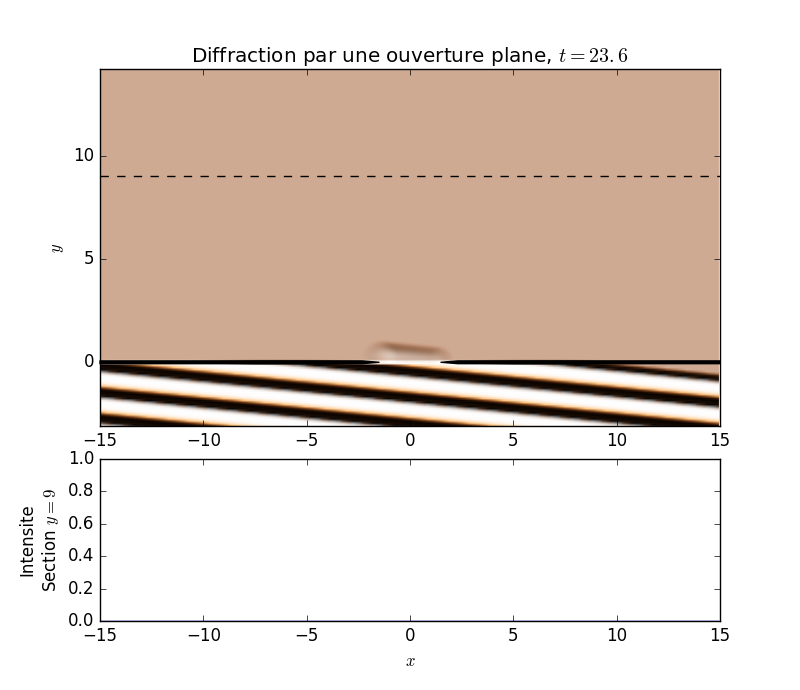 Diffraction par une ouverture plane, t = 23.6
10
y
5
0
−15 −10 −5 0 5 10 15
1.0
0.8
Intensite
Section y = 9
0.6
0.4
0.2
0.0
−15 −10 −5 0 5 10 15
x